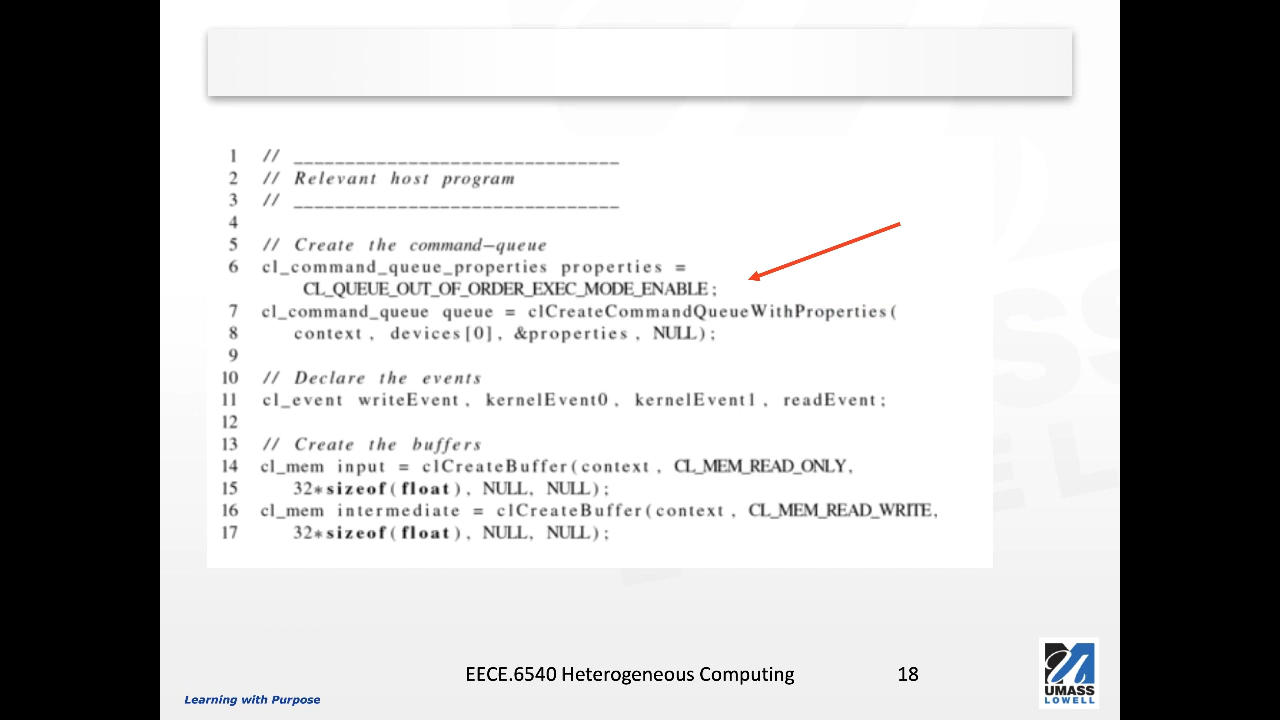 1 // ______________________________
2 // Relevant host program
3 // ______________________________
4
5 // Create the command-queue
6 cl_command_queue_properties properties =
CL_QUEUE_OUT_OF_ORDER_EXEC_MODE_ENABLE;
7 cl_command_queue queue = clCreateCommandQueueWithProperties(
8 context, devices[0], &properties, NULL);
9
10 // Declare the events
11 cl_event writeEvent, kernelEvent0, kernelEvent1, readEvent;
12
13 // Create the buffers
14 cl_mem input = clCreateBuffer(context, CL_MEM_READ_ONLY,
15 32*sizeof(float), NULL, NULL);
16 cl_mem intermediate = clCreateBuffer(context, CL_MEM_READ_WRITE,
17 32*sizeof(float), NULL, NULL);
EECE.6540 Heterogeneous Computing 18
Learning with Purpose
UMASS
LOWELL